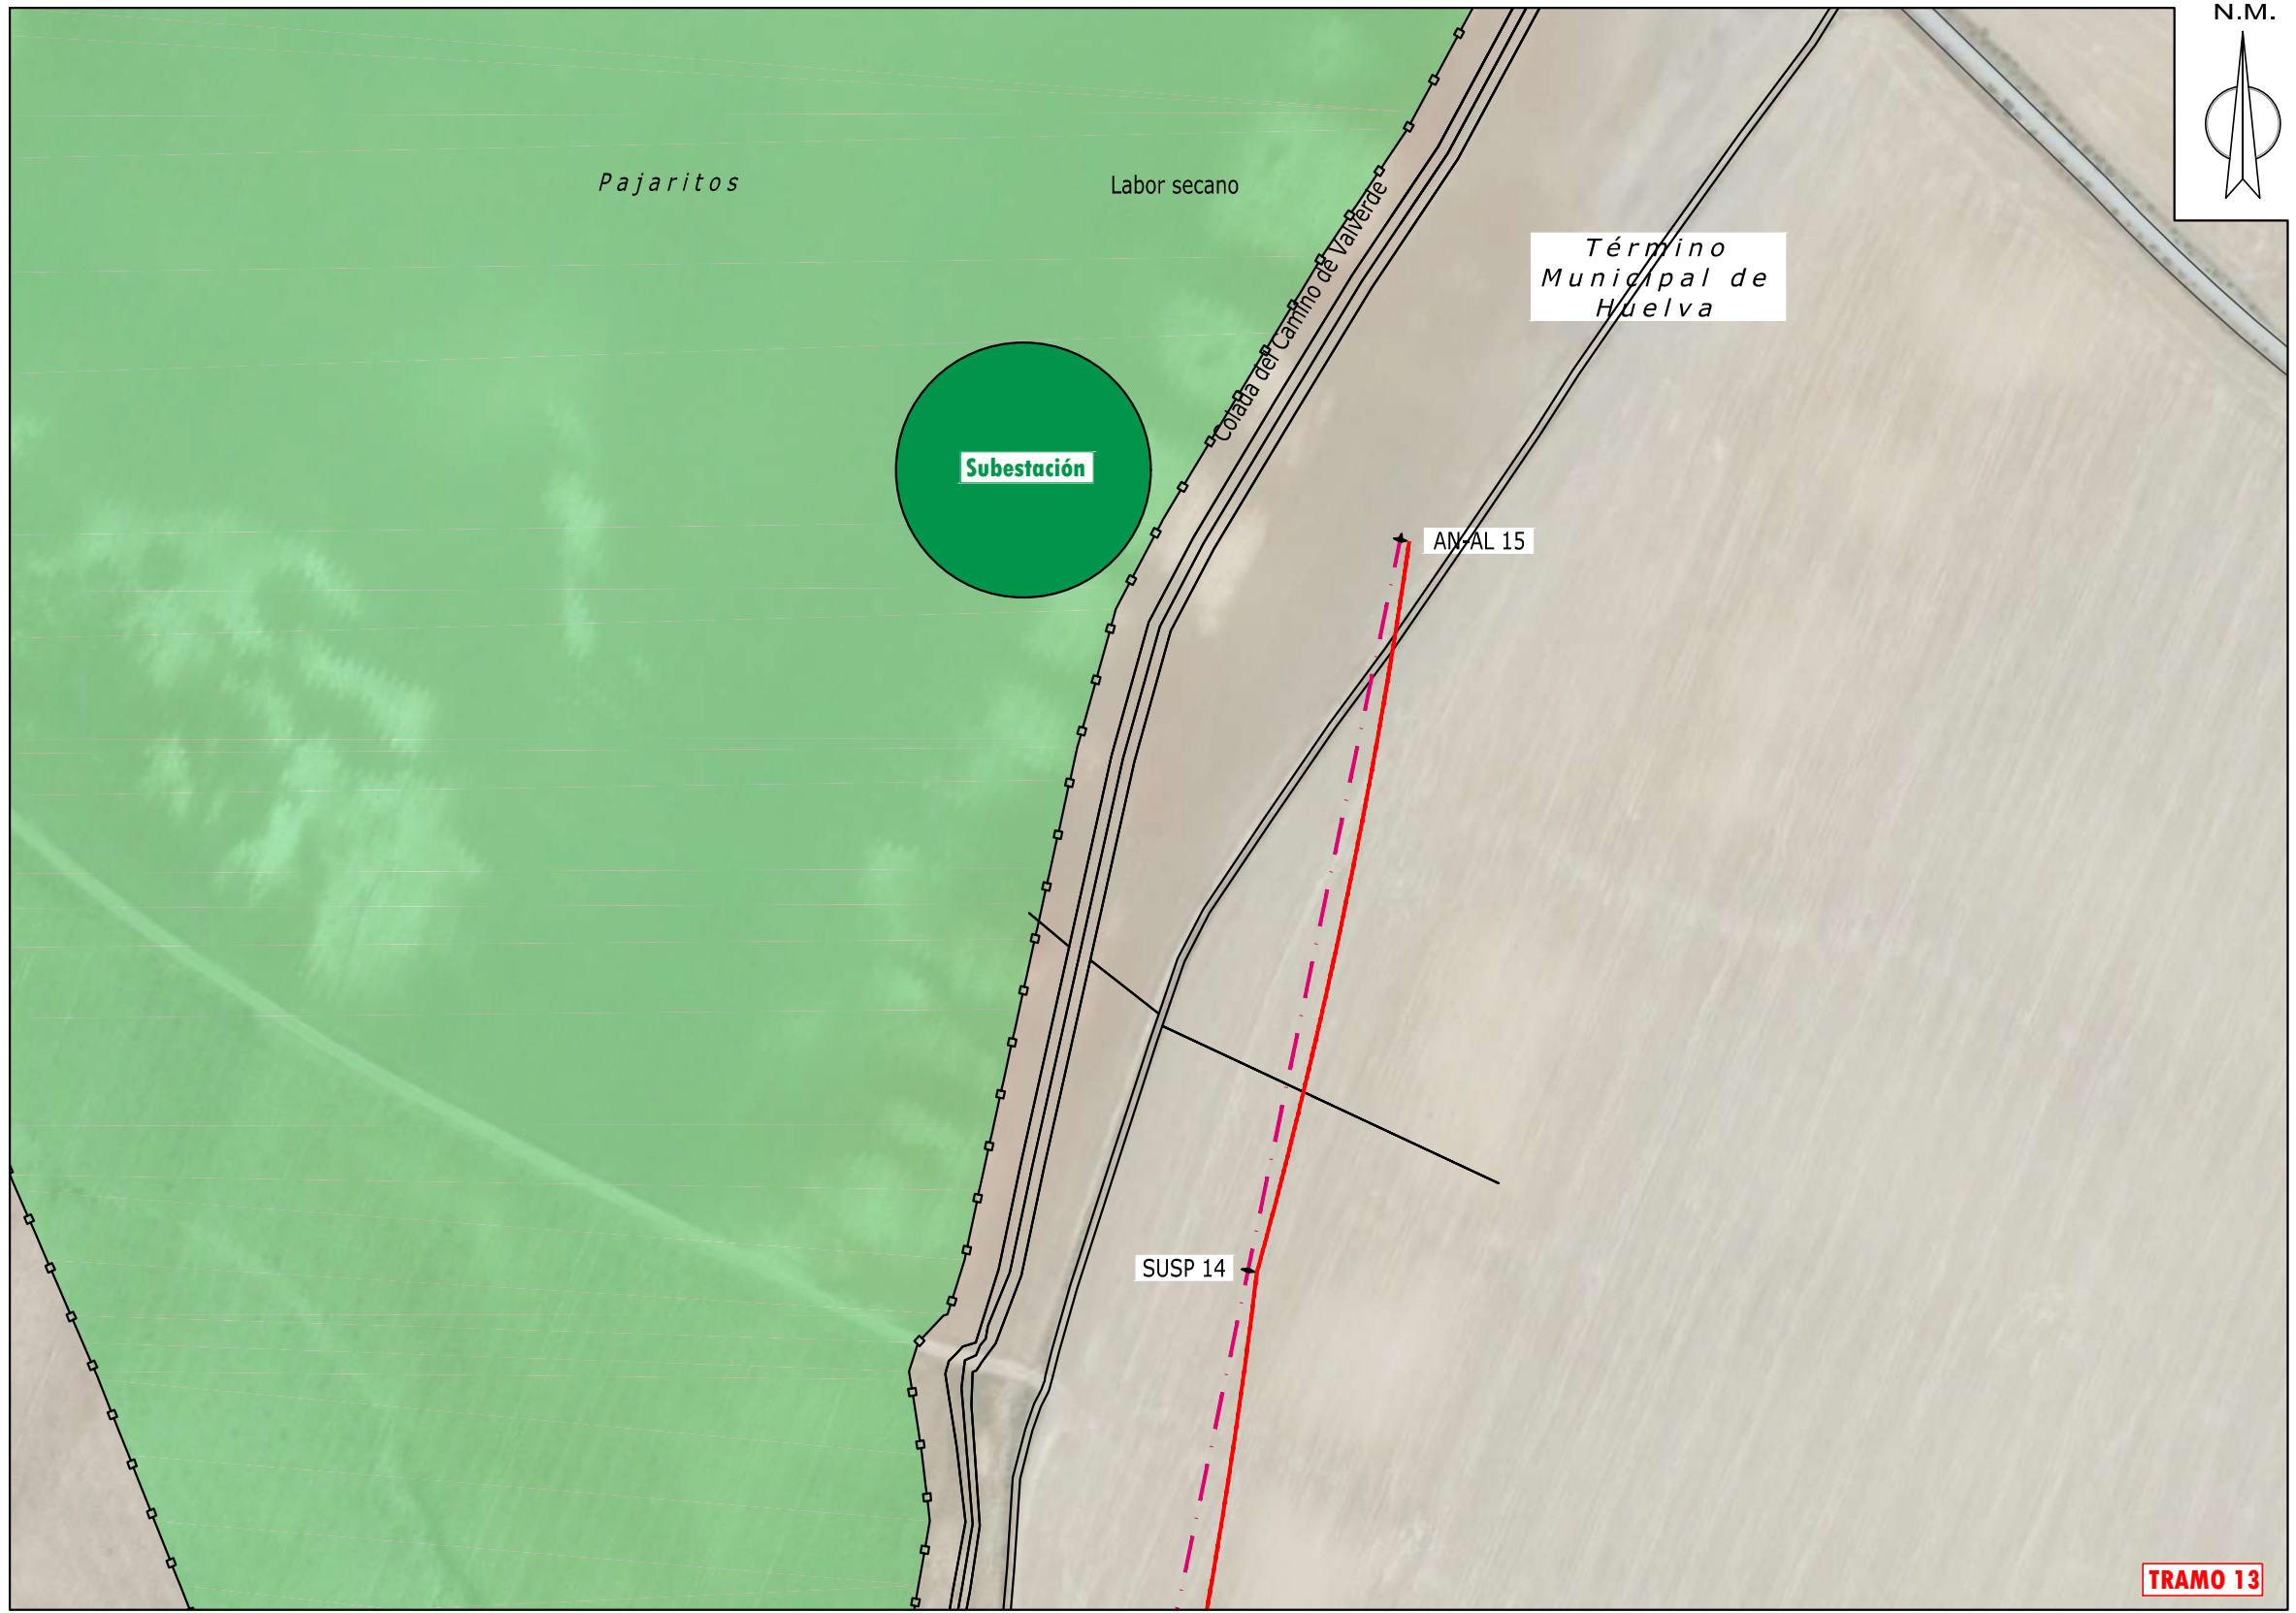 N.M.
Pajaritos
Labor secano
Colada del Camino de Valverde
Término
Municipal de
Huelva
Subestación
AN-AL 15
SUSP 14
TRAMO 13